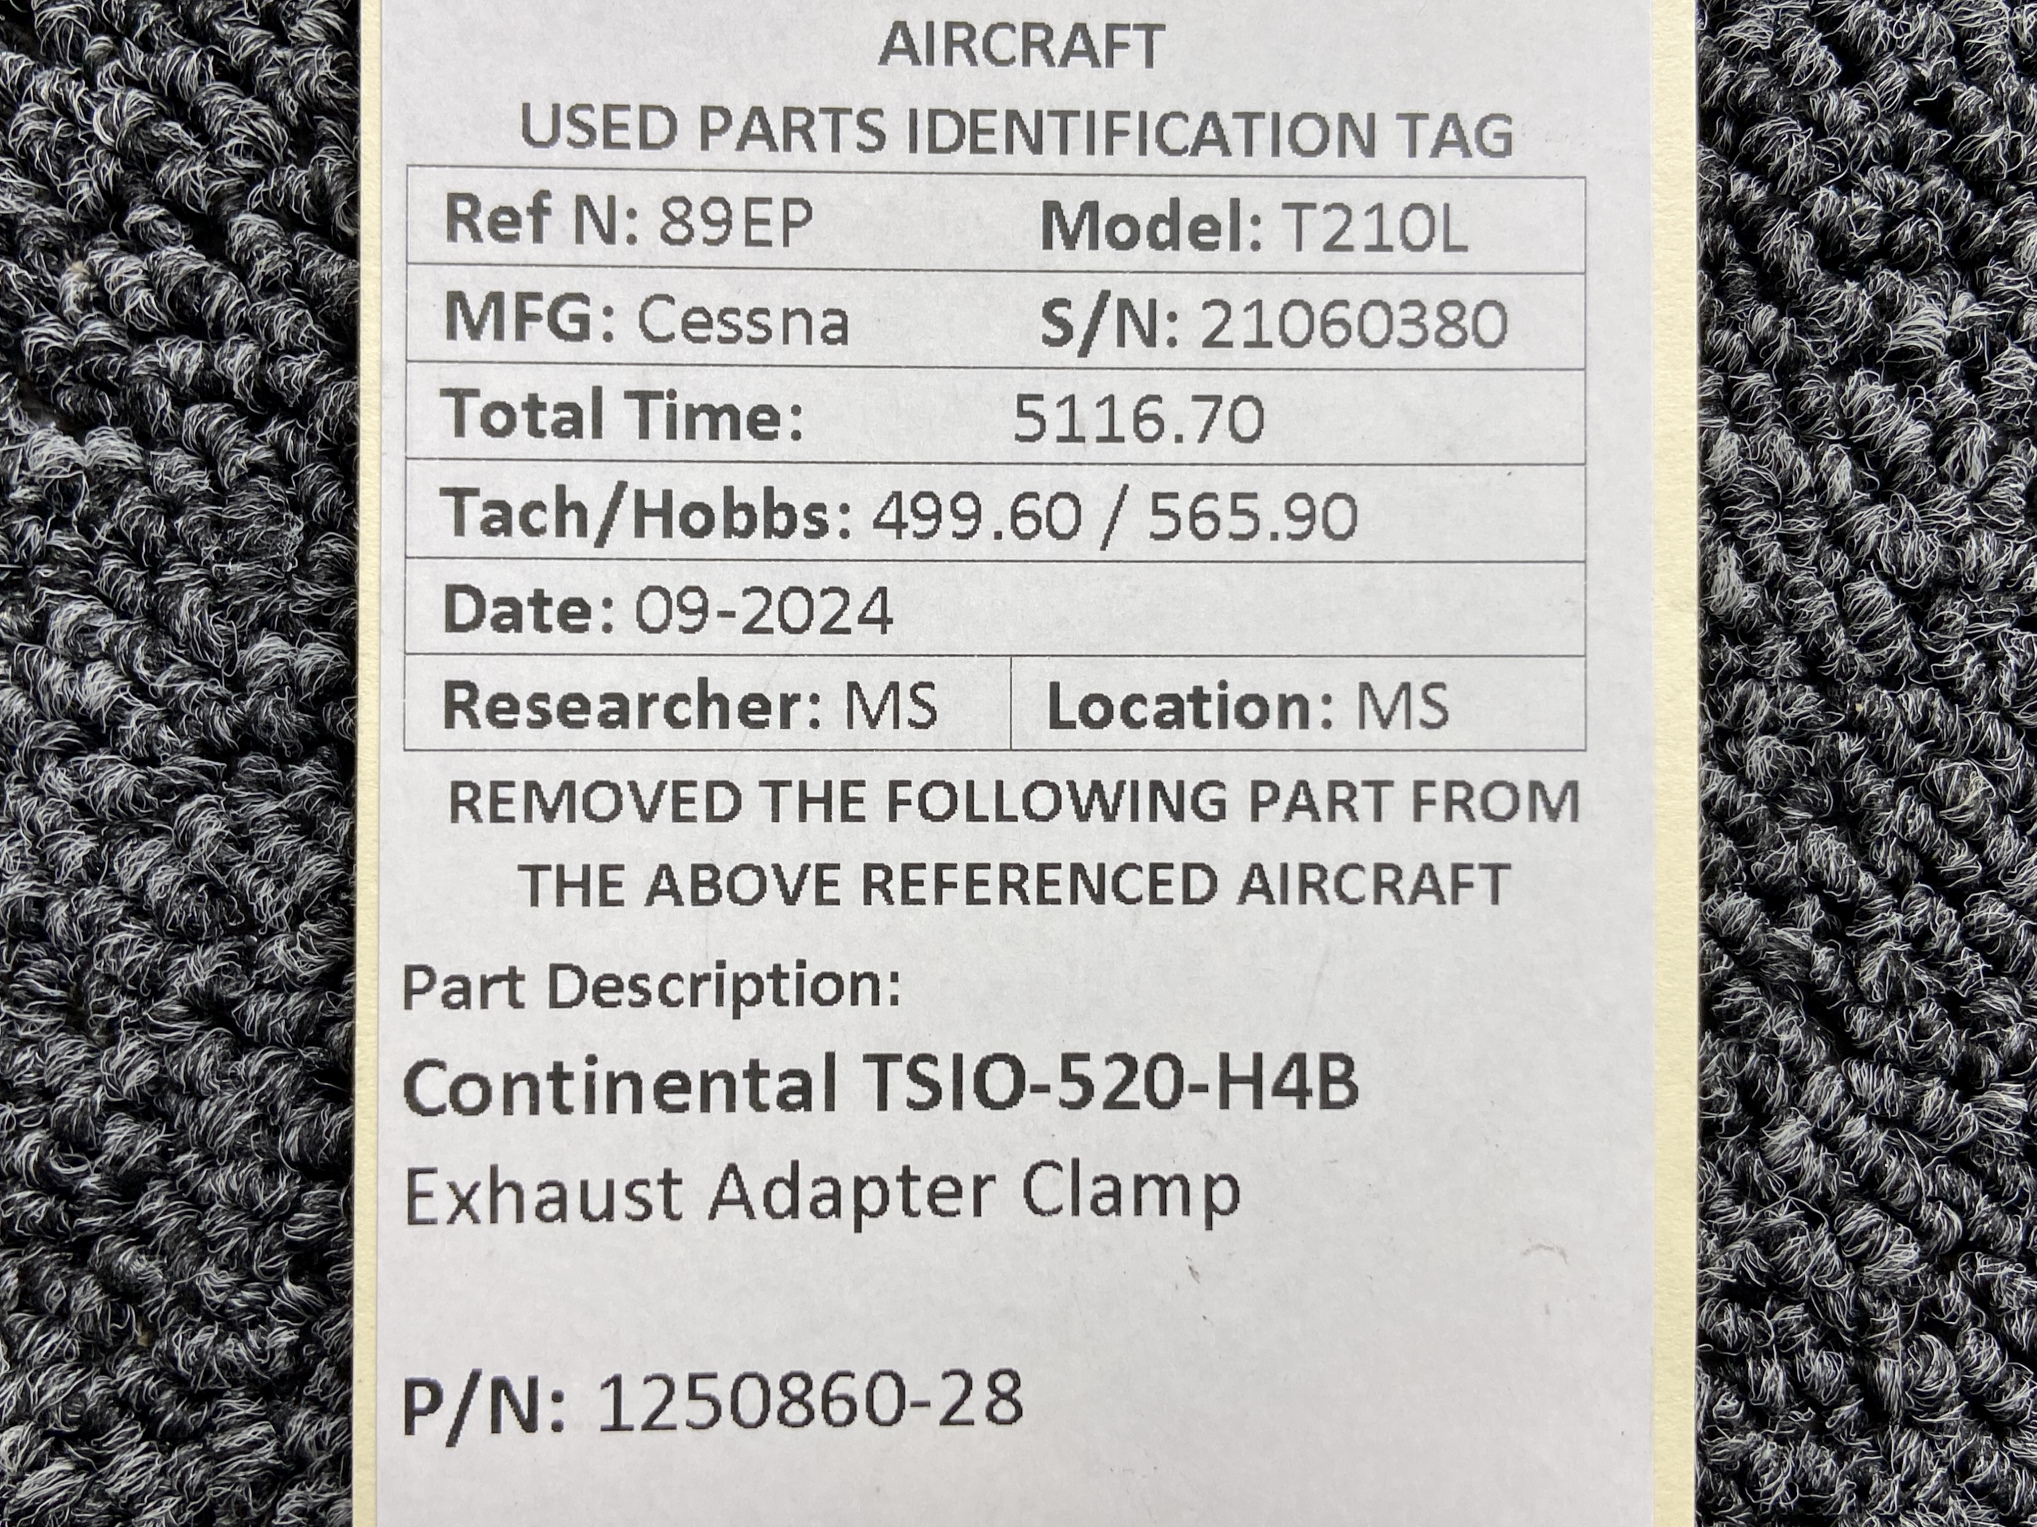 AIRCRAFT
USED PARTS IDENTIFICATION TAG
Ref N: 89EP Model: T210L
MFG: Cessna S/N: 21060380
Total Time: 5116.70
Tach/Hobbs: 499.60 / 565.90
Date: 09-2024
Researcher: MS Location: MS
REMOVED THE FOLLOWING PART FROM
THE ABOVE REFERENCED AIRCRAFT
Part Description:
Continental TSIO-520-H4B
Exhaust Adapter Clamp
P/N: 1250860-28